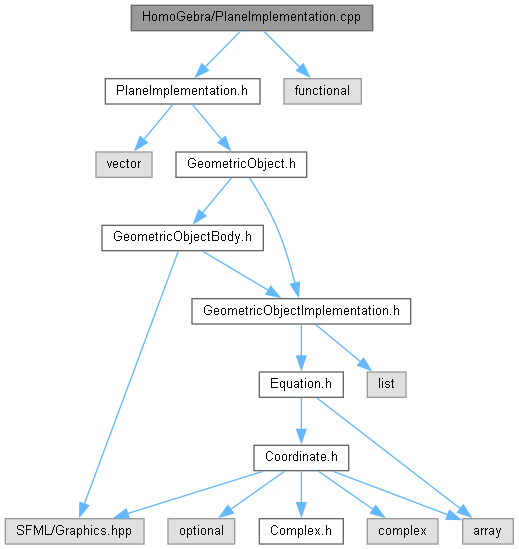 HomoGebra/PlaneImplementation.cpp
PlaneImplementation.h
functional
vector
GeometricObject.h
GeometricObjectBody.h
GeometricObjectImplementation.h
Equation.h
list
Coordinate.h
SFML/Graphics.hpp
optional
Complex.h
complex
array